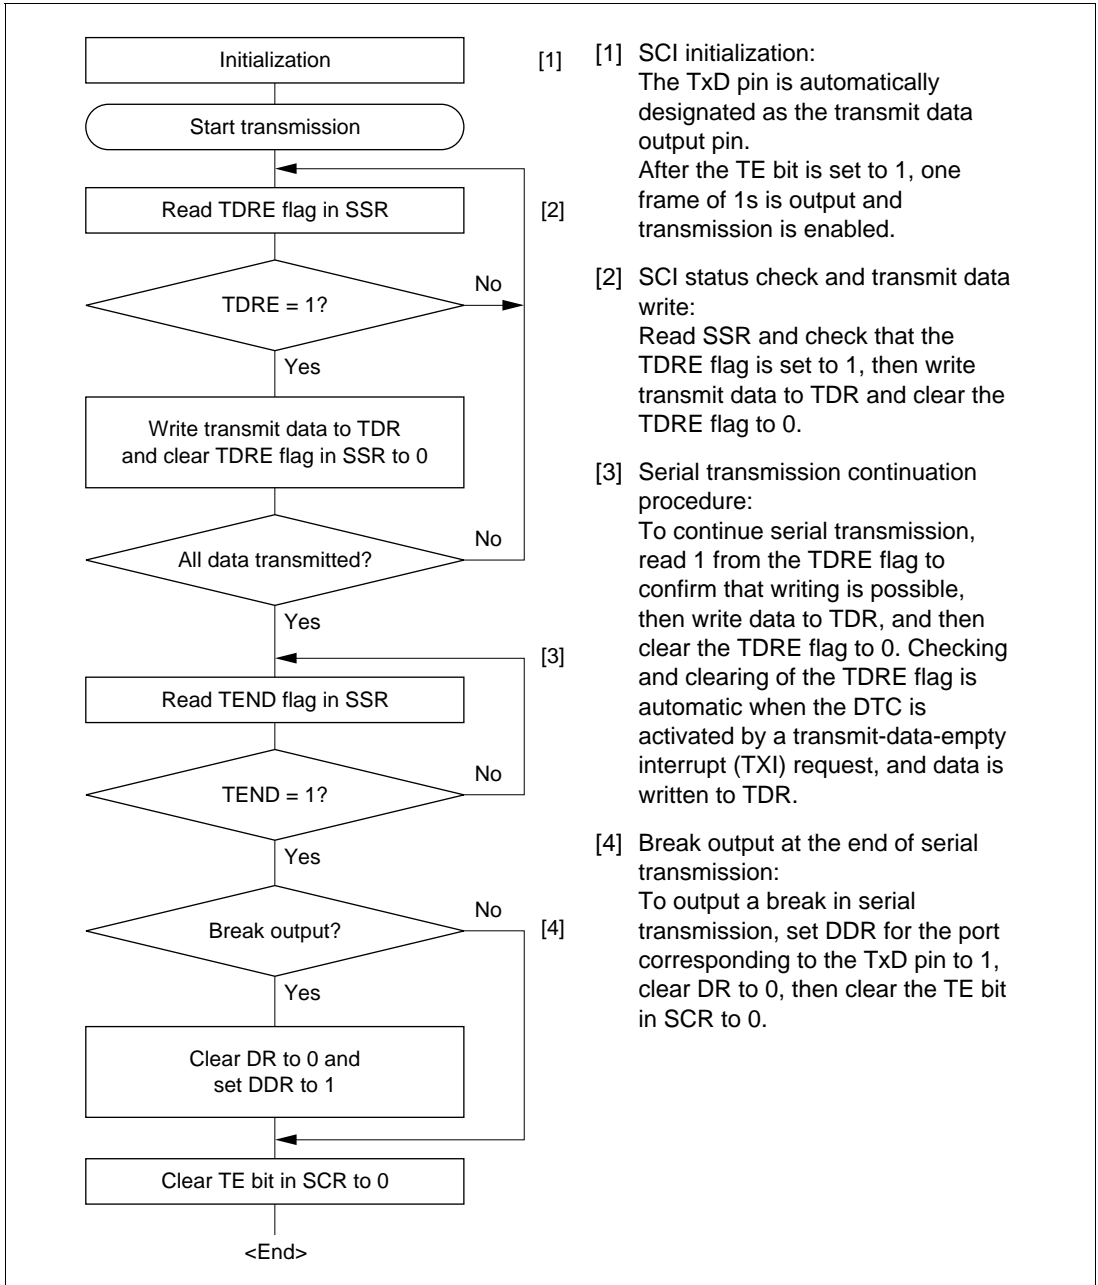 Initialization
[1]
Start transmission
Read TDRE flag in SSR
[2]
TDRE = 1?
No
Yes
Write transmit data to TDR
and clear TDRE flag in SSR to 0
All data transmitted?
No
Yes
[3]
Read TEND flag in SSR
TEND = 1?
No
Yes
Break output?
No
[4]
Yes
Clear DR to 0 and
set DDR to 1
Clear TE bit in SCR to 0
<End>
[1] SCI initialization:
The TxD pin is automatically
designated as the transmit data
output pin.
After the TE bit is set to 1, one
frame of 1s is output and
transmission is enabled.
[2] SCI status check and transmit data
write:
Read SSR and check that the
TDRE flag is set to 1, then write
transmit data to TDR and clear the
TDRE flag to 0.
[3] Serial transmission continuation
procedure:
To continue serial transmission,
read 1 from the TDRE flag to
confirm that writing is possible,
then write data to TDR, and then
clear the TDRE flag to 0. Checking
and clearing of the TDRE flag is
automatic when the DTC is
activated by a transmit-data-empty
interrupt (TXI) request, and data is
written to TDR.
[4] Break output at the end of serial
transmission:
To output a break in serial
transmission, set DDR for the port
corresponding to the TxD pin to 1,
clear DR to 0, then clear the TE bit
in SCR to 0.